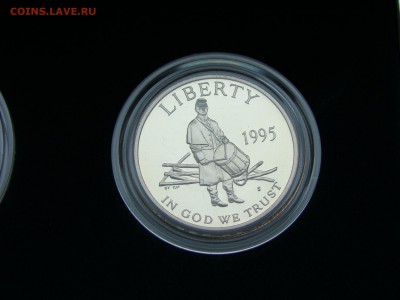 COINS.LAVE.RU
LIBERTY
1995
S
IN GOD WE TRUST